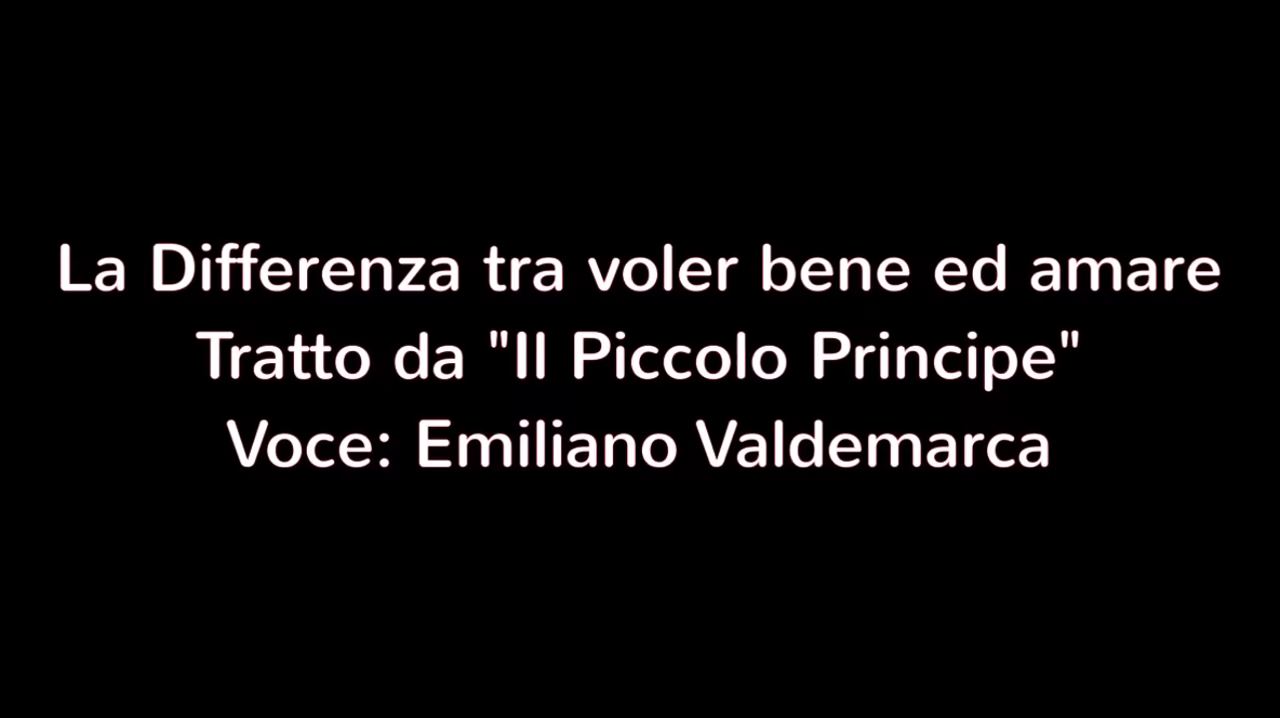 La Differenza tra voler bene ed amare
Tratto da "Il Piccolo Principe"
Voce: Emiliano Valdemarca